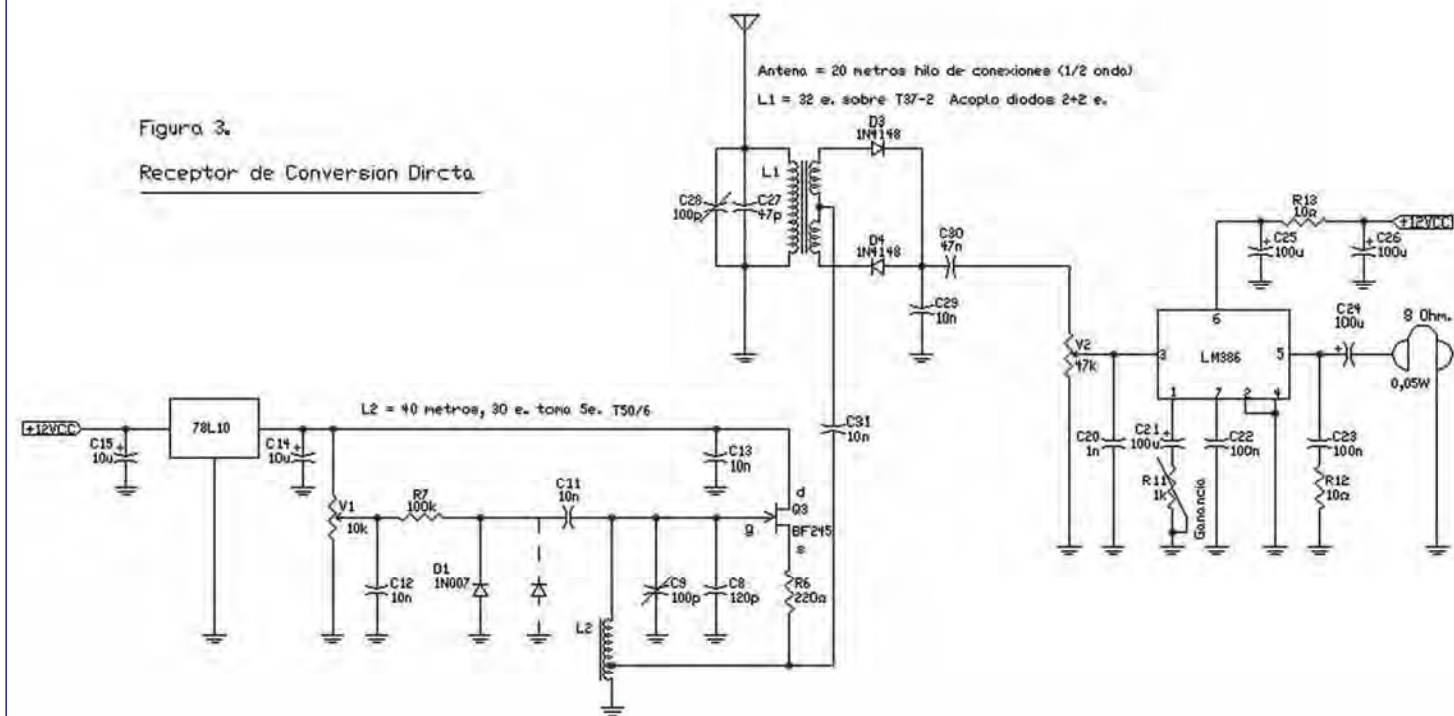 Antena = 20 metros hilo de conexiones (1/2 onda)
L1 = 32 e. sobre T37-2 Acoplo diodos 2+2 e.
Figura 3.
Receptor de Conversion Dircta
D3
1N4148
L1
C28
100p
C27
47p
D4
1N4148
C30
47n
C29
10n
R13
10Ω
+12VCC
C25
100u
C26
100u
C24
100u
8 Ohm.
0,05W
6
3
LM386
5
1
7
2
4
V2
47k
C20
1n
C21
100u
R11
1k
Ganancia
C22
100n
C23
100n
R12
10Ω
L2 = 40 metros, 30 e. toma 5e. T50/6
+12VCC
C15
10u
78L10
C14
10u
C13
10n
C31
10n
V1
10k
R7
100k
C11
10n
d
Q3
BF245
g
s
C12
10n
D1
1N007
C9
100p
C8
120p
R6
220Ω
L2